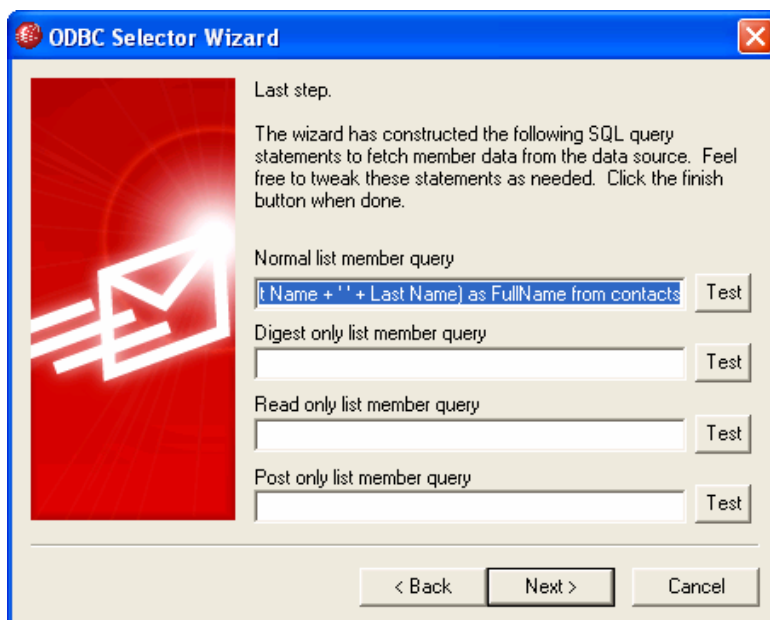 ODBC Selector Wizard
Last step.
The wizard has constructed the following SQL query
statements to fetch member data from the data source. Feel
free to tweak these statements as needed. Click the finish
button when done.
Normal list member query
t Name + ' ' + Last Name) as FullName from contacts
Test
Digest only list member query
Test
Read only list member query
Test
Post only list member query
Test
< Back
Next >
Cancel